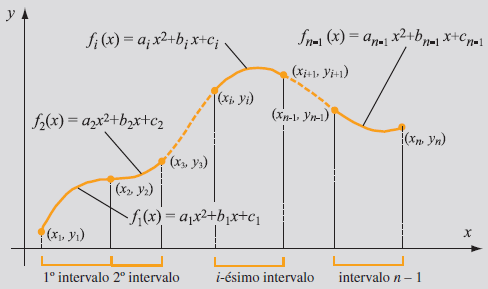 y
fᵢ(x) = aᵢ x²+bᵢ x+cᵢ
fₙ₋₁ (x) = aₙ₋₁ x²+bₙ₋₁ x+cₙ₋₁
(xᵢ₊₁, yᵢ₊₁)
(xᵢ, yᵢ)
(xₙ₋₁, yₙ₋₁)
f₂(x) = a₂x²+b₂x+c₂
(xₙ, yₙ)
(x₃, y₃)
(x₂, y₂)
f₁(x) = a₁x²+b₁x+c₁
(x₁, y₁)
x
1º intervalo 2º intervalo i-ésimo intervalo intervalo n – 1